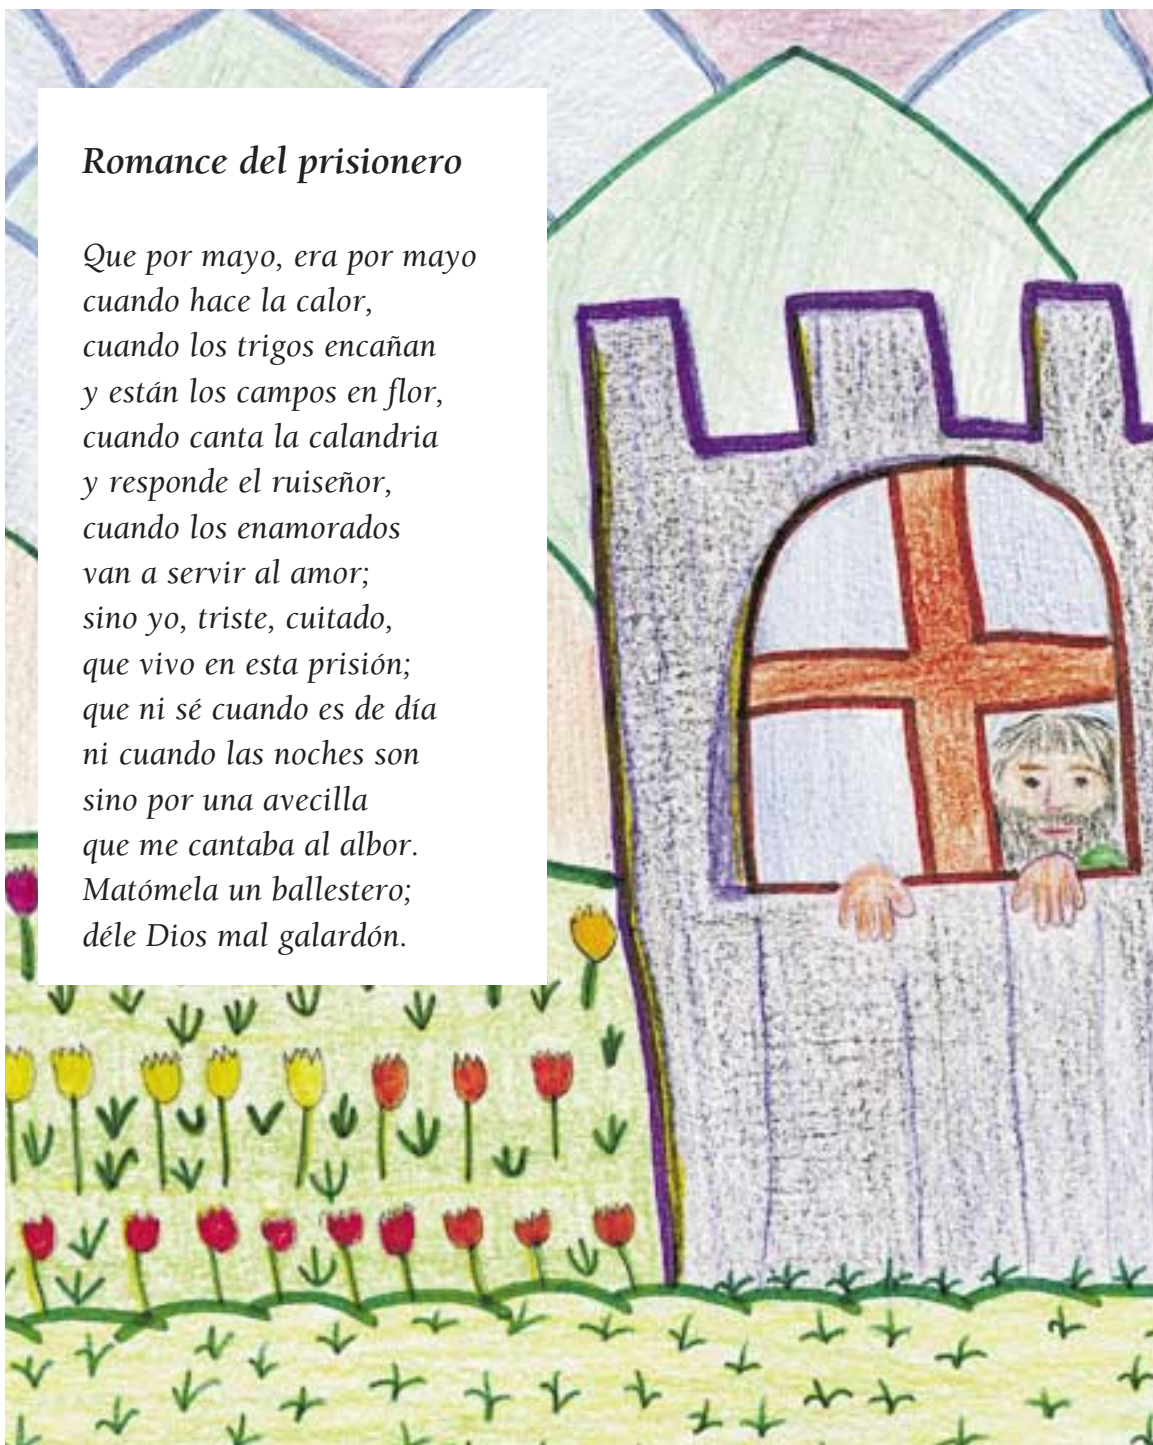 Romance del prisionero
Que por mayo, era por mayo
cuando hace la calor,
cuando los trigos encañan
y están los campos en flor,
cuando canta la calandria
y responde el ruiseñor,
cuando los enamorados
van a servir al amor;
sino yo, triste, cuitado,
que vivo en esta prisión;
que ni sé cuando es de día
ni cuando las noches son
sino por una avecilla
que me cantaba al albor.
Matómela un ballestero;
déle Dios mal galardón.